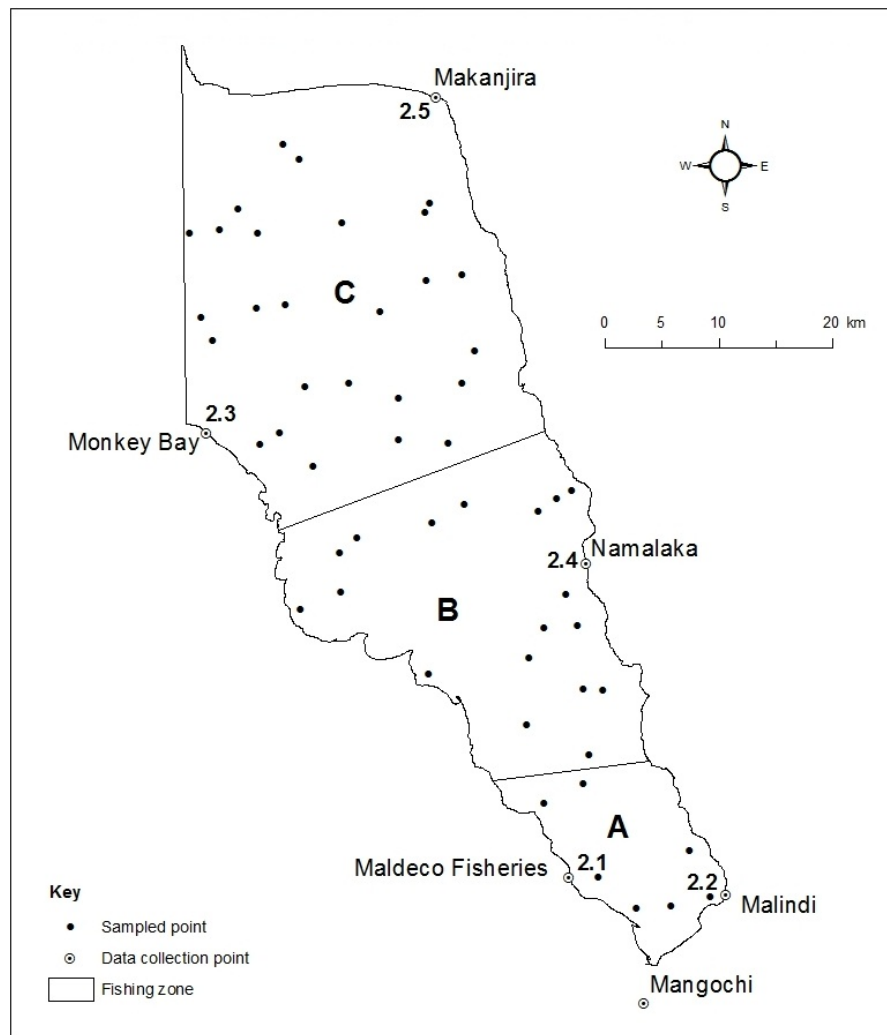 Makanjira
2.5
N
W E
S
C
0 5 10 20 km
2.3
Monkey Bay
Namalaka
2.4
B
A
Maldeco Fisheries
2.1
2.2
Malindi
Key
Sampled point
Data collection point
Fishing zone
Mangochi